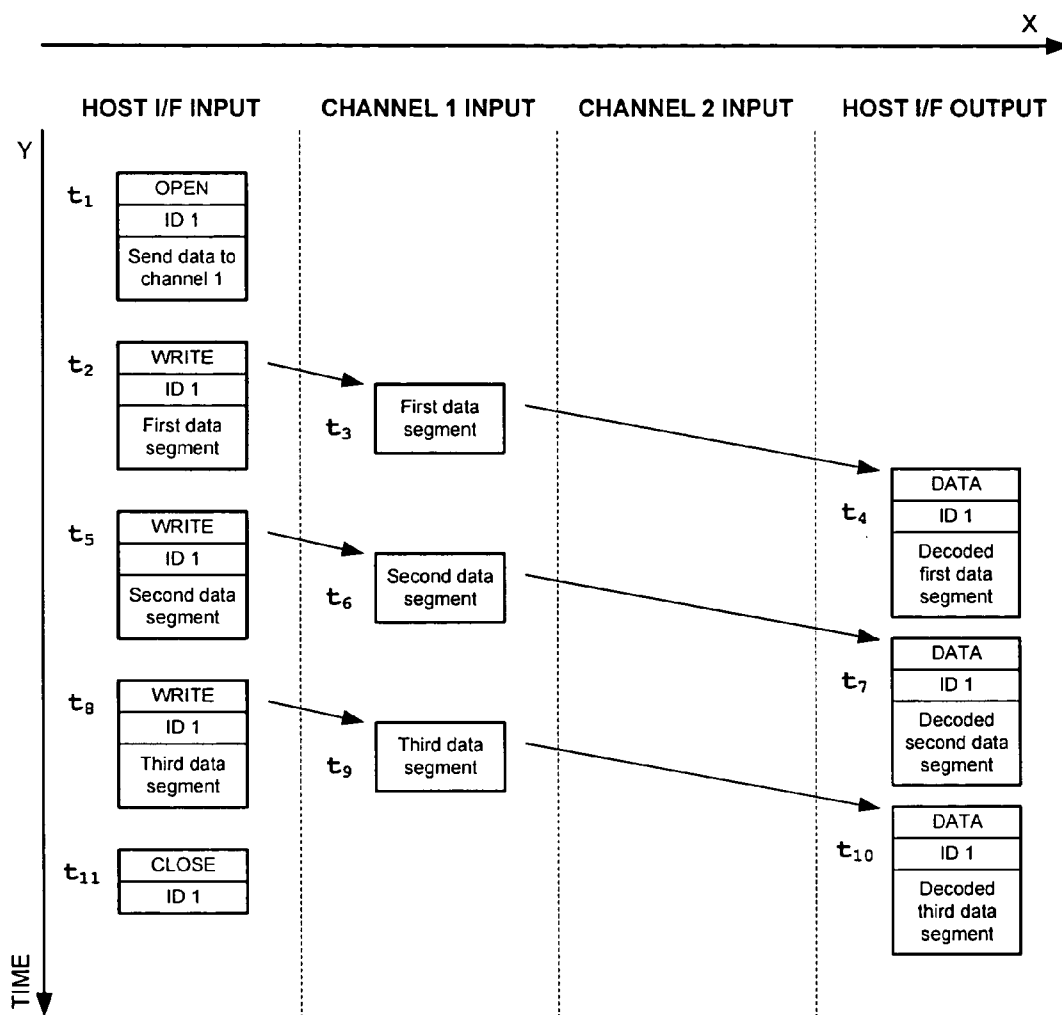 X
HOST I/F INPUT
CHANNEL 1 INPUT
CHANNEL 2 INPUT
HOST I/F OUTPUT
Y
t₁
OPEN
ID 1
Send data to
channel 1
t₂
WRITE
ID 1
First data
segment
t₃
First data
segment
t₄
DATA
ID 1
Decoded
first data
segment
t₅
WRITE
ID 1
Second data
segment
t₆
Second data
segment
t₇
DATA
ID 1
Decoded
second data
segment
t₈
WRITE
ID 1
Third data
segment
t₉
Third data
segment
t₁₀
DATA
ID 1
Decoded
third data
segment
t₁₁
CLOSE
ID 1
TIME